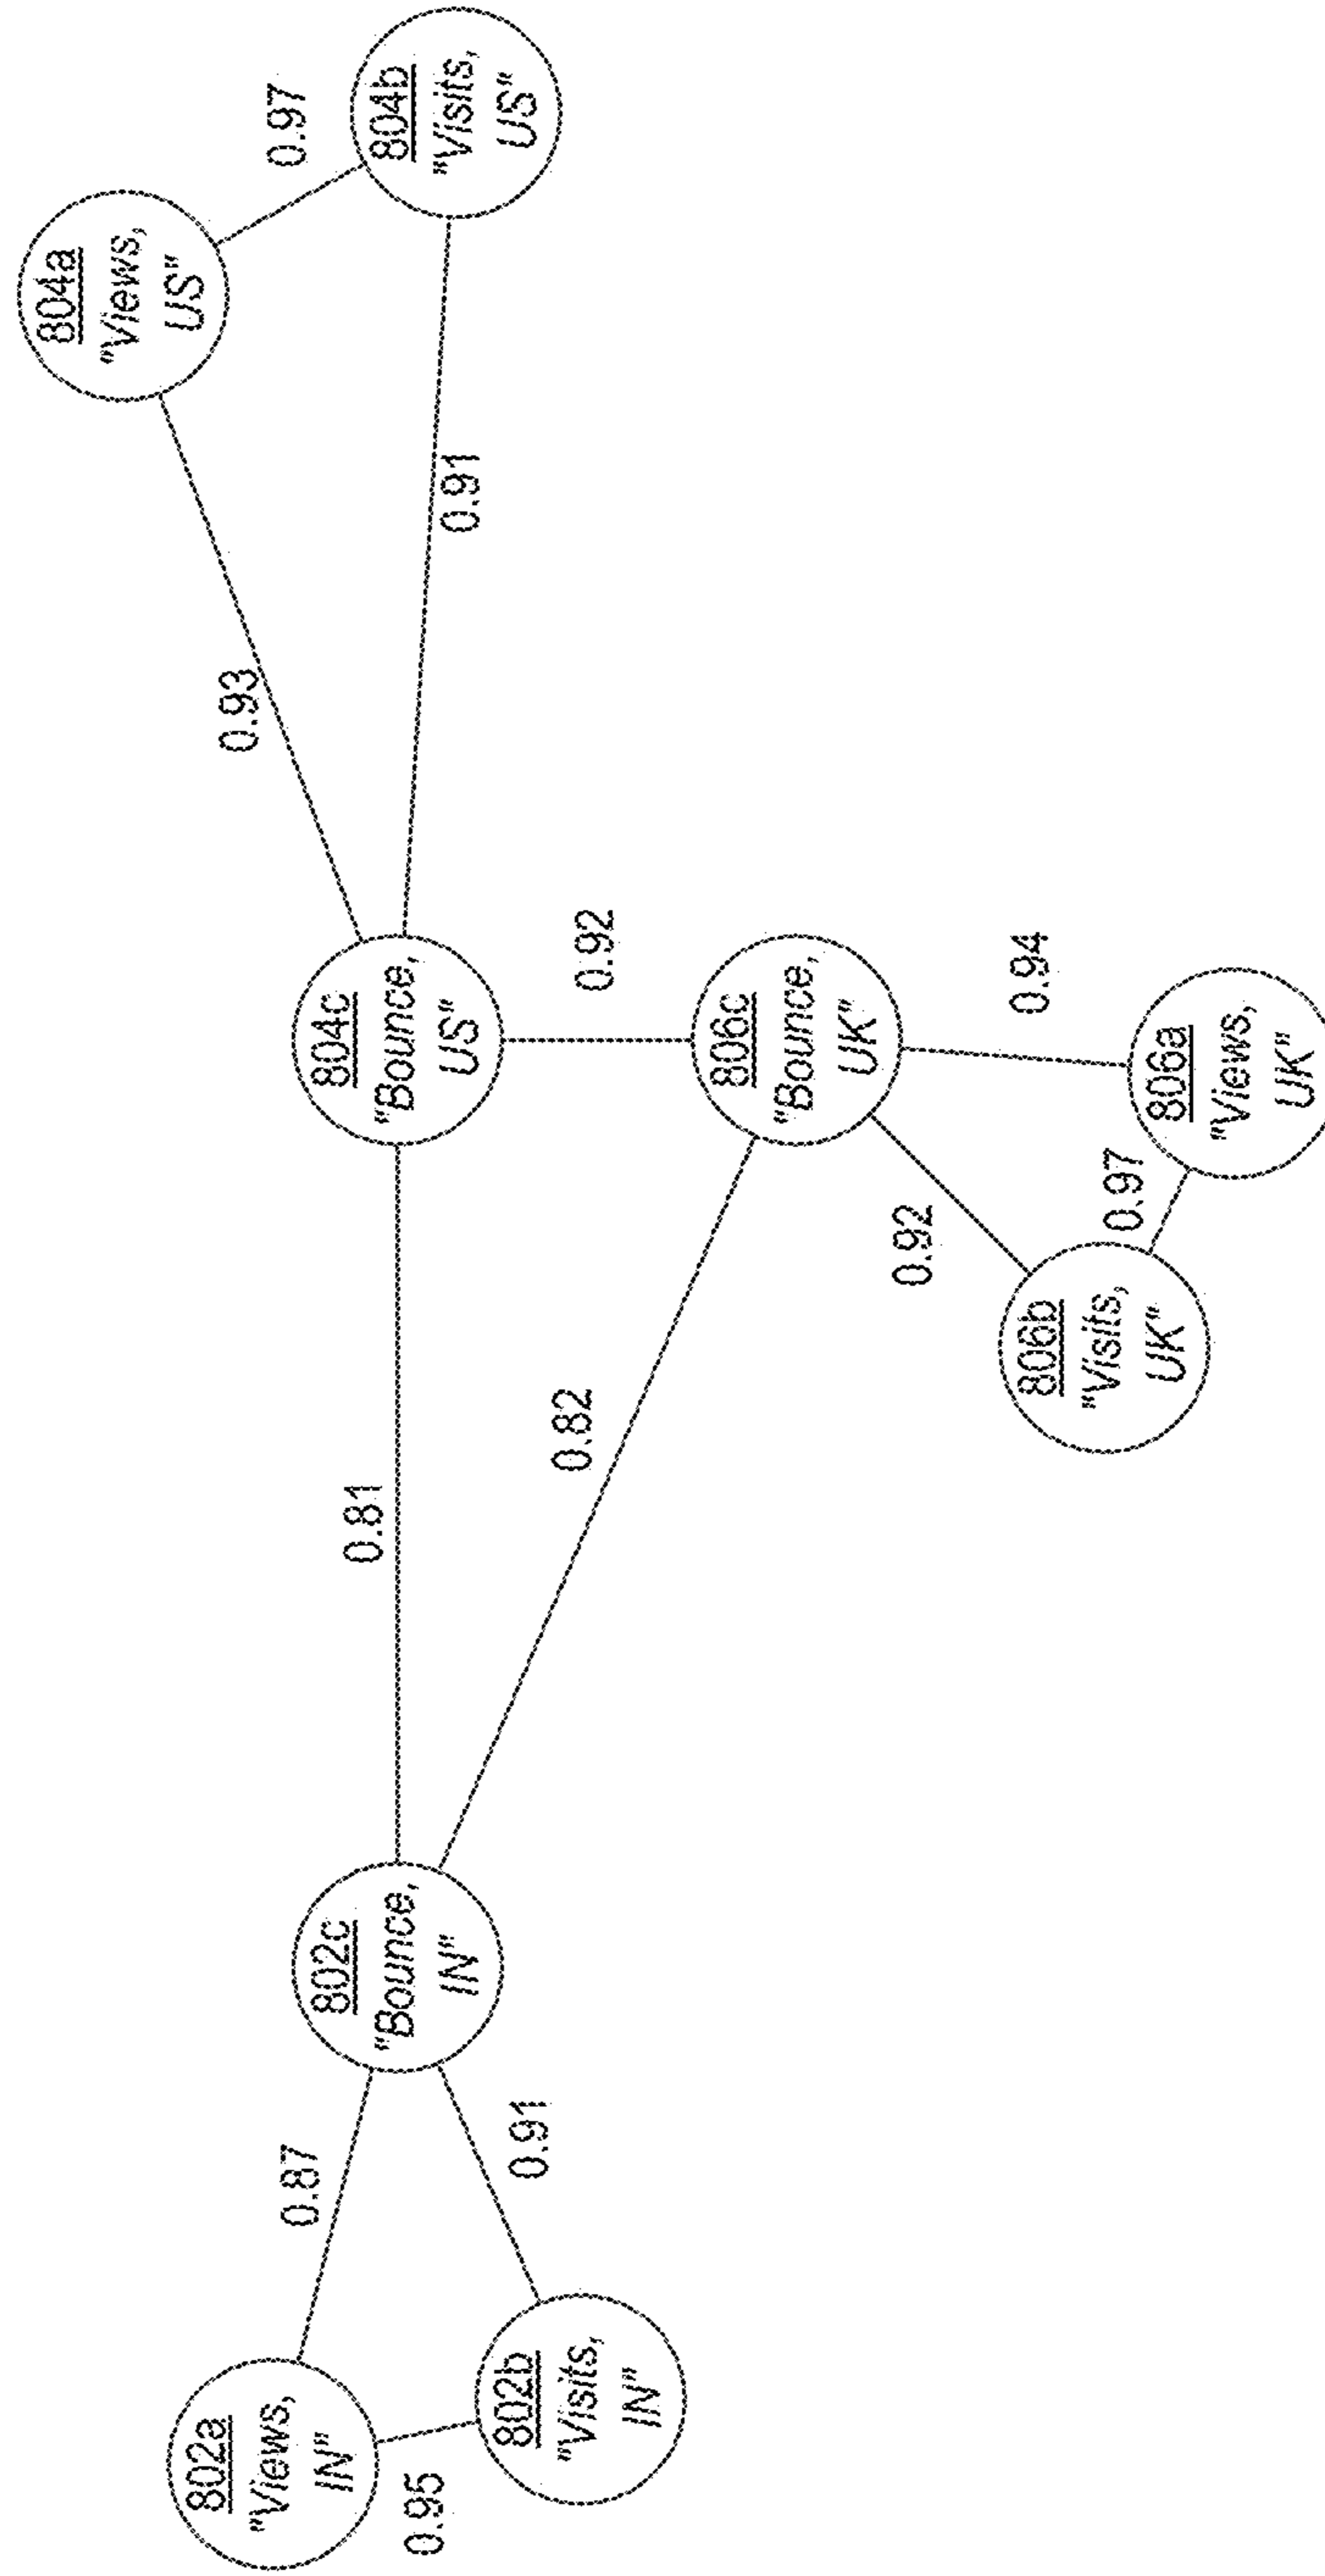 802a
"Views,
IN"
0.95
802b
"Visits,
IN"
0.87
0.91
802c
"Bounce,
IN"
0.81
0.82
804c
"Bounce,
US"
0.93
0.91
804a
"Views,
US"
0.97
804b
"Visits,
US"
0.92
806c
"Bounce,
UK"
0.92
0.94
806b
"Visits,
UK"
0.97
806a
"Views,
UK"